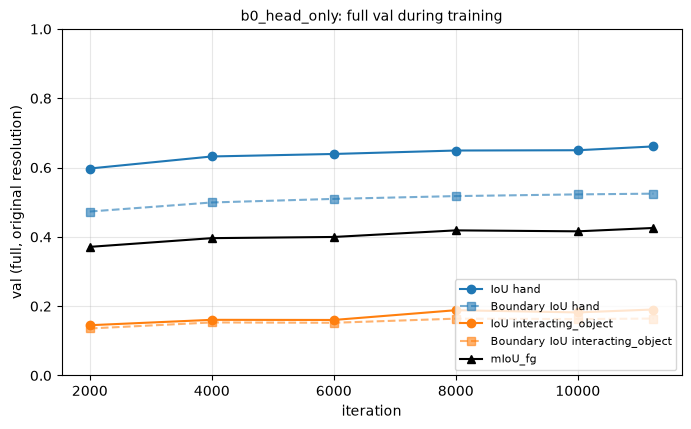 b0_head_only: full val during training
val (full, original resolution)
1.0
0.8
0.6
0.4
0.2
0.0
IoU hand
Boundary IoU hand
IoU interacting_object
Boundary IoU interacting_object
mIoU_fg
2000 4000 6000 8000 10000
iteration